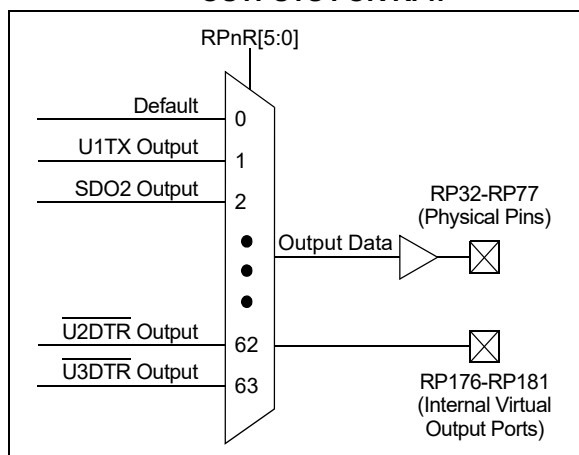 RPnR[5:0]
Default
0
U1TX Output
1
SDO2 Output
2
RP32-RP77
(Physical Pins)
Output Data
U2DTR Output
62
U3DTR Output
63
RP176-RP181
(Internal Virtual
Output Ports)